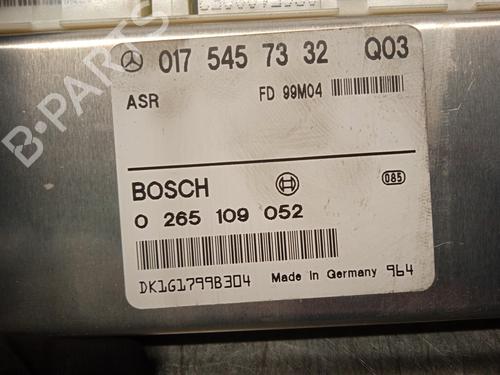 017 545 73 32 Q03
ASR FD 99M04
BOSCH 085
0 265 109 052
DK1G1799B304 Made in Germany 964
B-PARTS